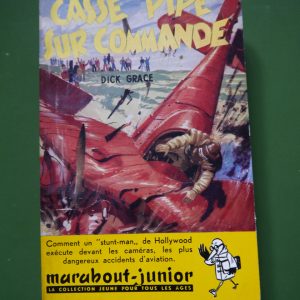 CASSE PIPE
SUR COMMANDE
DICK GRACE
Comment un "stunt-man„ de Hollywood
exécute devant les caméras, les plus
dangereux accidents d'aviation.
marabout-junior
LA COLLECTION JEUNE POUR TOUS LES AGES